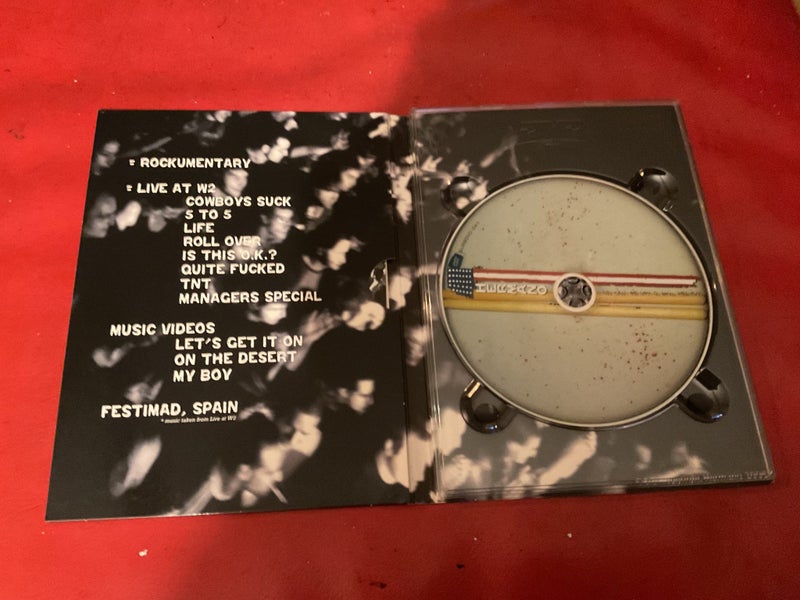 = ROCKUMENTARY
= LIVE AT W2
COWBOYS SUCK
5 TO 5
LIFE
ROLL OVER
IS THIS O.K.?
QUITE FUCKED
TNT
MANAGERS SPECIAL
MUSIC VIDEOS
LET'S GET IT ON
ON THE DESERT
MY BOY
FESTIMAD, SPAIN
* music taken from Live at W2
HERMANO